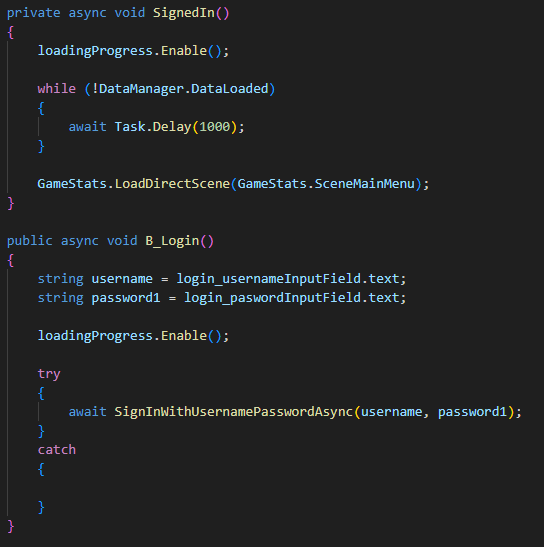 private async void SignedIn()
{
    loadingProgress.Enable();

    while (!DataManager.DataLoaded)
    {
        await Task.Delay(1000);
    }

    GameStats.LoadDirectScene(GameStats.SceneMainMenu);
}

public async void B_Login()
{
    string username = login_usernameInputField.text;
    string password1 = login_paswordInputField.text;

    loadingProgress.Enable();

    try
    {
        await SignInWithUsernamePasswordAsync(username, password1);
    }
    catch
    {

    }
}